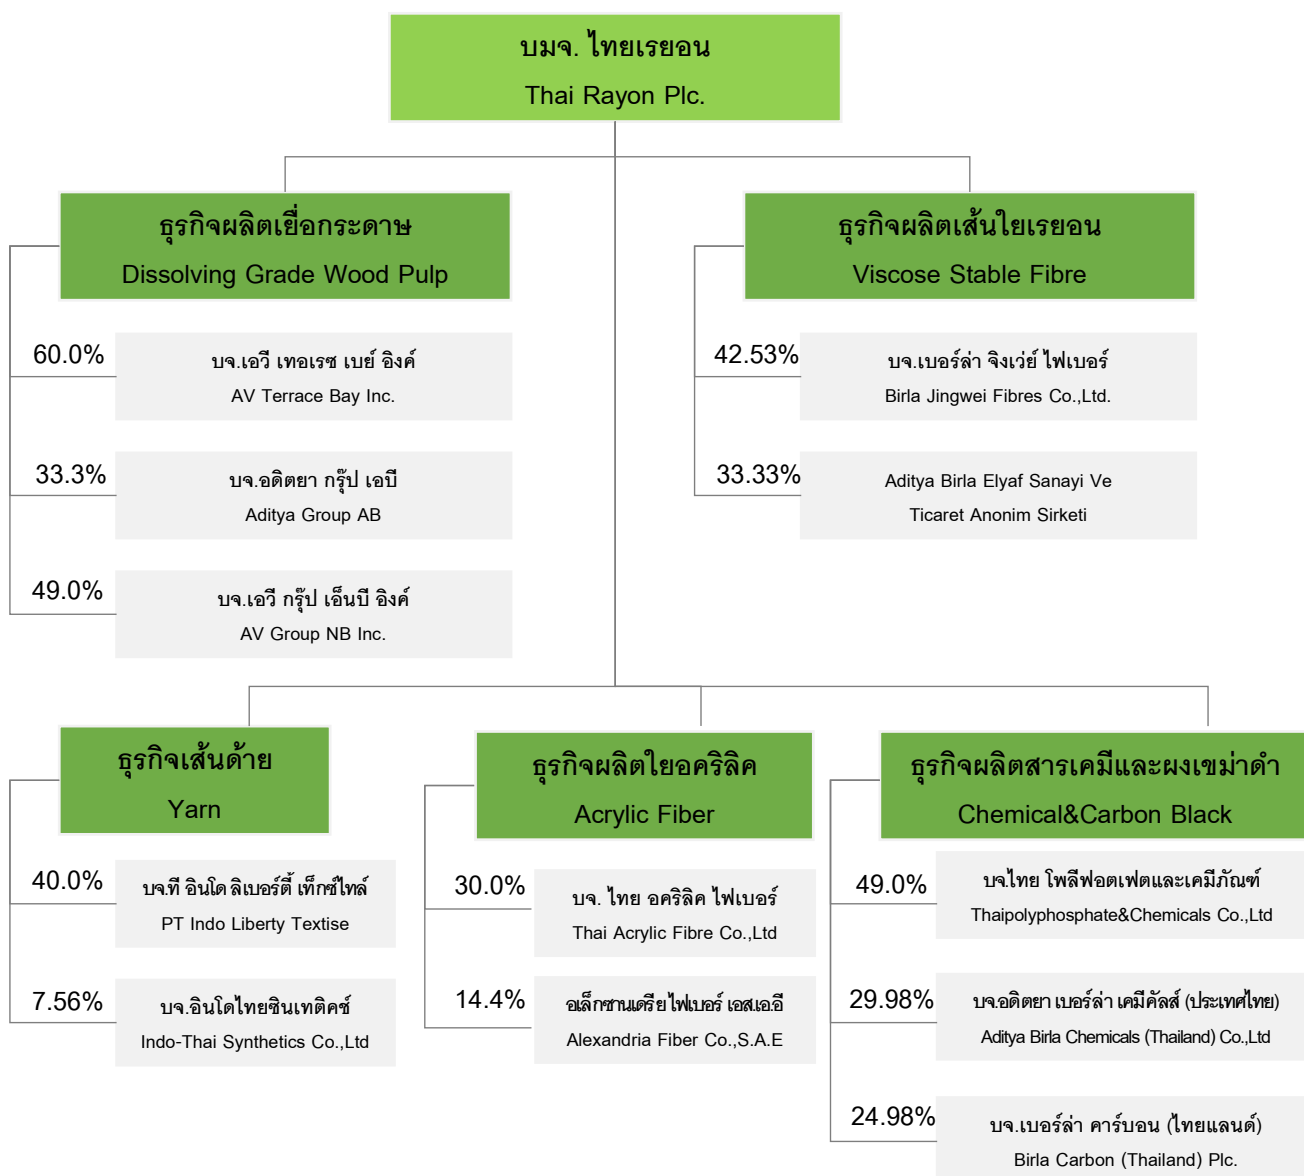 บมจ. ไทยเรยอน
Thai Rayon Plc.
ธุรกิจผลิตเยื่อกระดาษ
Dissolving Grade Wood Pulp
60.0%
บจ.เอวี เทอเรซ เบย์ อิงค์
AV Terrace Bay Inc.
33.3%
บจ.อดิตยา กรุ๊ป เอบี
Aditya Group AB
49.0%
บจ.เอวี กรุ๊ป เอ็นบี อิงค์
AV Group NB Inc.
ธุรกิจผลิตเส้นใยเรยอน
Viscose Stable Fibre
42.53%
บจ.เบอร์ล่า จิงเว่ย์ ไฟเบอร์
Birla Jingwei Fibres Co.,Ltd.
33.33%
Aditya Birla Elyaf Sanayi Ve
Ticaret Anonim Sirketi
ธุรกิจเส้นด้าย
Yarn
40.0%
บจ.ที อินโด ลิเบอร์ตี้ เท็กซ์ไทล์
PT Indo Liberty Textise
7.56%
บจ.อินโดไทยซินเทติคซ์
Indo-Thai Synthetics Co.,Ltd
ธุรกิจผลิตใยอคริลิค
Acrylic Fiber
30.0%
บจ. ไทย อคริลิค ไฟเบอร์
Thai Acrylic Fibre Co.,Ltd
14.4%
อเล็กซานเดรีย ไฟเบอร์ เอส.เอ.อี
Alexandria Fiber Co.,S.A.E
ธุรกิจผลิตสารเคมีและผงเขม่าดำ
Chemical&Carbon Black
49.0%
บจ.ไทย โพลีฟอตเฟตและเคมีภัณฑ์
Thaipolyphosphate&Chemicals Co.,Ltd
29.98%
บจ.อดิตยา เบอร์ล่า เคมีคัลส์ (ประเทศไทย)
Aditya Birla Chemicals (Thailand) Co.,Ltd
24.98%
บจ.เบอร์ล่า คาร์บอน (ไทยแลนด์)
Birla Carbon (Thailand) Plc.